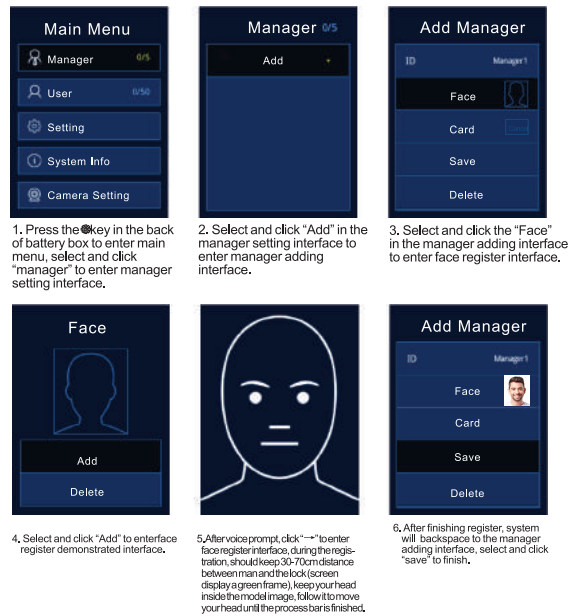 Main Menu
Manager 0/5
User 0/50
Setting
System Info
Camera Setting
1. Press the key in the back
of battery box to enter main
menu, select and click
“manager” to enter manager
setting interface.
Manager 0/5
Add +
2. Select and click “Add” in the
manager setting interface to
enter manager adding
interface.
Add Manager
ID Manager1
Face
Card
Save
Delete
3. Select and click the “Face”
in the manager adding interface
to enter face register interface.
Face
Add
Delete
4. Select and click “Add” to enterface
register demonstrated interface.
5.After voice prompt, click“→”to enter
face register interface, during the regis-
tration, should keep 30-70cm distance
between man and the lock (screen
display a green frame), keep your head
inside the model image, follow it to move
your head until the process bar is finished.
Add Manager
ID Manager1
Face
Card
Save
Delete
6. After finishing register, system
will backspace to the manager
adding interface, select and click
“save” to finish.